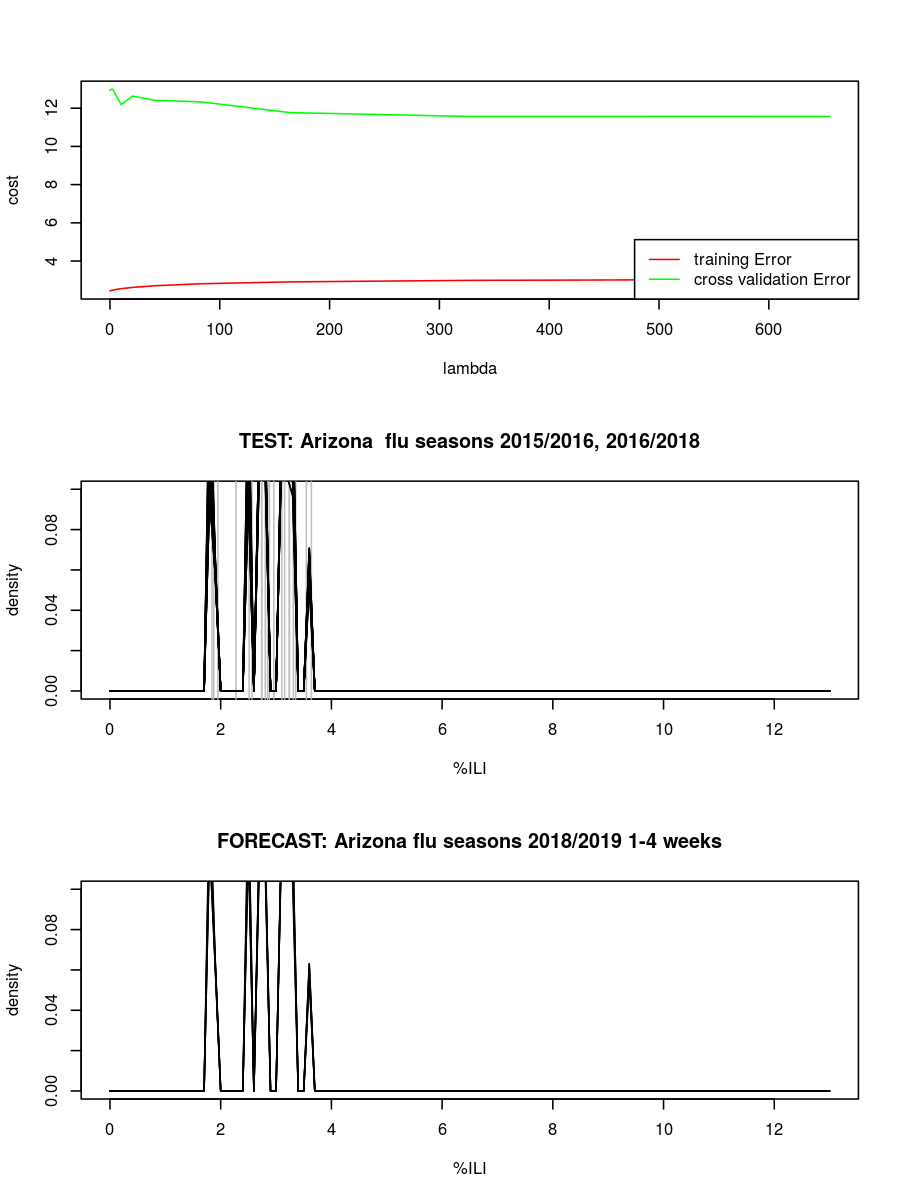 cost
4
6
8
10
12
0 100 200 300 400 500 600
lambda
training Error
cross validation Error
TEST: Arizona  flu seasons 2015/2016, 2016/2018
density
0.00
0.04
0.08
0 2 4 6 8 10 12
%ILI
FORECAST: Arizona flu seasons 2018/2019 1-4 weeks
density
0.00
0.04
0.08
0 2 4 6 8 10 12
%ILI